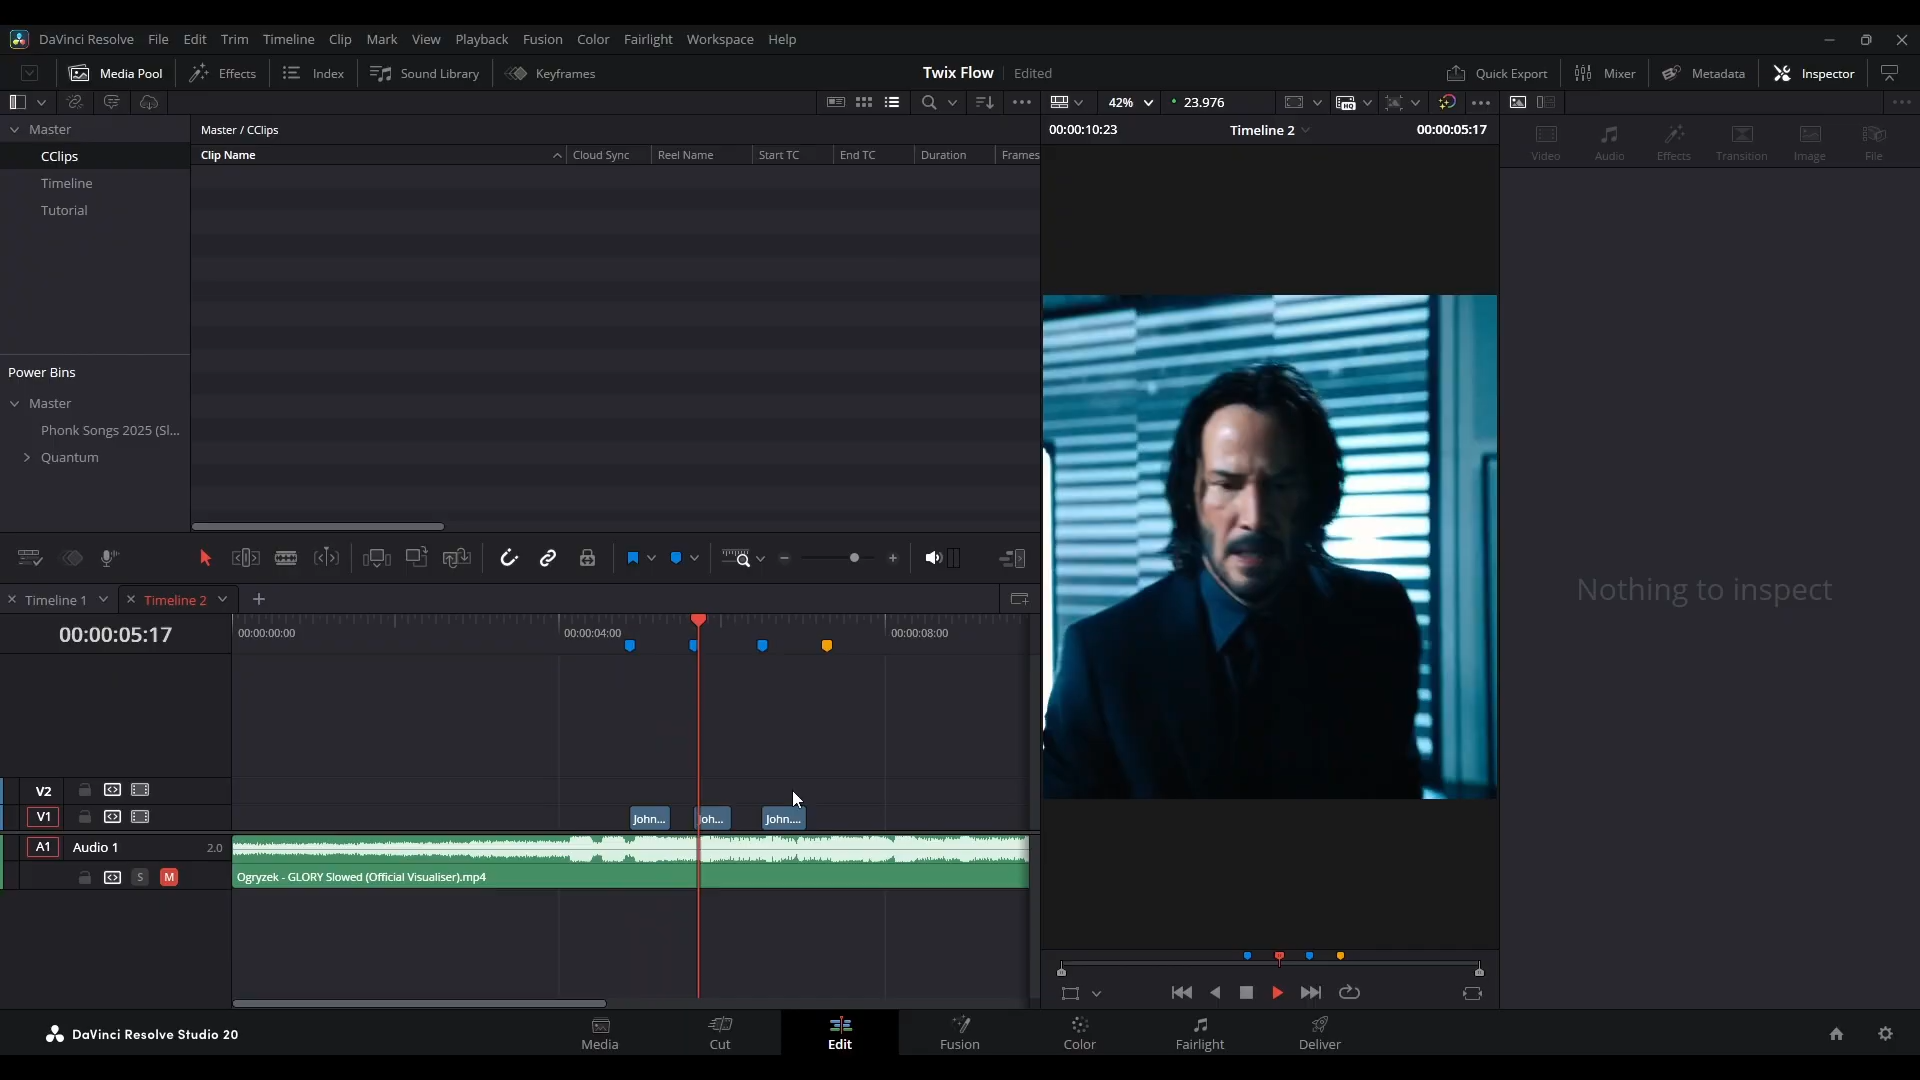 DaVinci Resolve File Edit Trim Timeline Clip Mark View Playback Fusion Color Fairlight Workspace Help
Media Pool Effects Index Sound Library Keyframes Twix Flow Edited Quick Export Mixer Metadata Inspector
42% 23.976
Master Master / CClips 00:00:10:23 Timeline 2 00:00:05:17
CClips Clip Name Cloud Sync Reel Name Start TC End TC Duration Frames Video Audio Effects Transition Image File
Timeline
Tutorial
Power Bins
Master
Phonk Songs 2025 (Sl...
Quantum
Nothing to inspect
Timeline 1 Timeline 2
00:00:05:17 00:00:00:00 00:00:04:00 00:00:08:00
V2
V1 John... Joh... John....
A1 Audio 1 2.0
S M Ogryzek - GLORY Slowed (Official Visualiser).mp4
DaVinci Resolve Studio 20 Media Cut Edit Fusion Color Fairlight Deliver